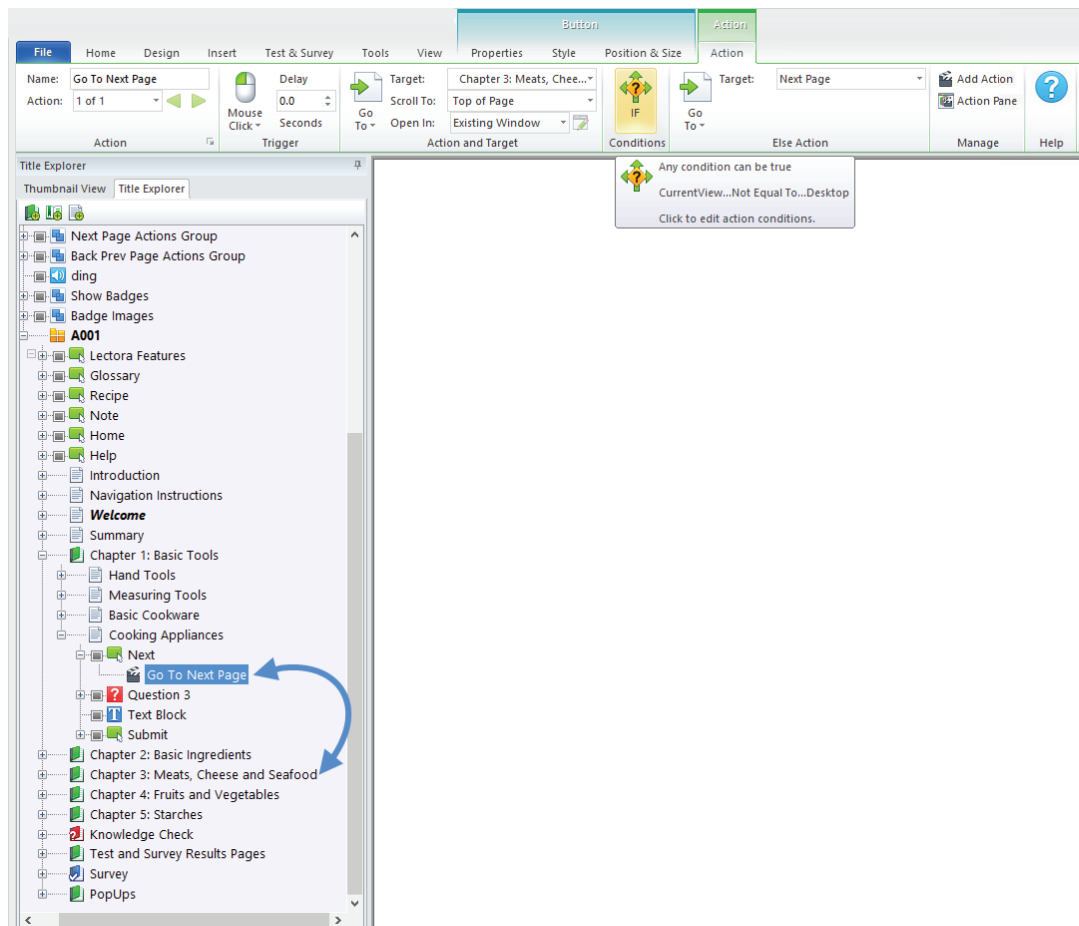 Button Action
File Home Design Insert Test & Survey Tools View Properties Style Position & Size Action
Name: Go To Next Page Delay Target: Chapter 3: Meats, Chee... Target: Next Page Add Action
Action: 1 of 1 0.0 Scroll To: Top of Page IF Action Pane
Mouse Click Seconds Go To Open In: Existing Window Go To
Action Trigger Action and Target Conditions Else Action Manage Help
Title Explorer
Any condition can be true
Thumbnail View Title Explorer
CurrentView...Not Equal To...Desktop
Click to edit action conditions.
Next Page Actions Group
Back Prev Page Actions Group
ding
Show Badges
Badge Images
A001
Lectora Features
Glossary
Recipe
Note
Home
Help
Introduction
Navigation Instructions
Welcome
Summary
Chapter 1: Basic Tools
Hand Tools
Measuring Tools
Basic Cookware
Cooking Appliances
Next
Go To Next Page
Question 3
Text Block
Submit
Chapter 2: Basic Ingredients
Chapter 3: Meats, Cheese and Seafood
Chapter 4: Fruits and Vegetables
Chapter 5: Starches
Knowledge Check
Test and Survey Results Pages
Survey
PopUps